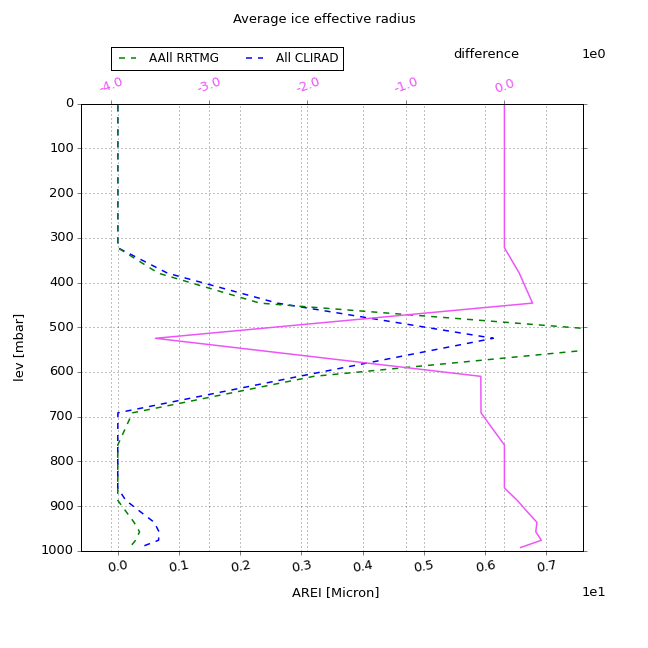 Average ice effective radius
AAll RRTMG All CLIRAD
difference 1e0
-4.0 -3.0 -2.0 -1.0 0.0
0
100
200
300
400
500
600
700
800
900
1000
lev [mbar]
0.0 0.1 0.2 0.3 0.4 0.5 0.6 0.7
AREI [Micron] 1e1